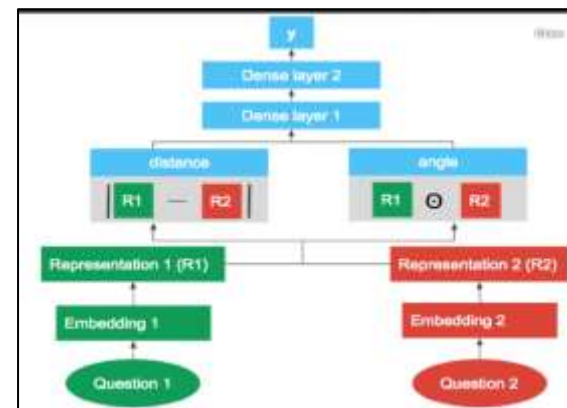 y
Dense layer 2
Dense layer 1
distance
angle
| R1 — R2 |
R1 ⊙ R2
Representation 1 (R1)
Representation 2 (R2)
Embedding 1
Embedding 2
Question 1
Question 2